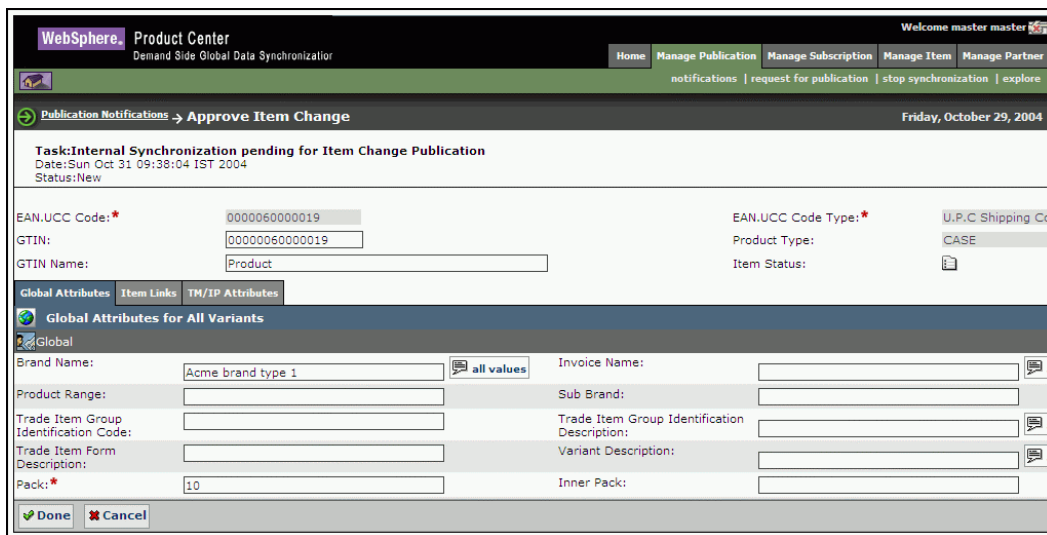 Welcome master master
WebSphere. Product Center
Demand Side Global Data Synchronization
Home Manage Publication Manage Subscription Manage Item Manage Partner
notifications | request for publication | stop synchronization | explore
Publication Notifications → Approve Item Change Friday, October 29, 2004
Task:Internal Synchronization pending for Item Change Publication
Date:Sun Oct 31 09:38:04 IST 2004
Status:New
EAN.UCC Code:* 0000060000019 EAN.UCC Code Type:* U.P.C Shipping Co
GTIN: 00000060000019 Product Type: CASE
GTIN Name: Product Item Status:
Global Attributes Item Links TM/IP Attributes
Global Attributes for All Variants
Global
Brand Name: Acme brand type 1 all values Invoice Name:
Product Range: Sub Brand:
Trade Item Group Identification Code: Trade Item Group Identification Description:
Trade Item Form Description: Variant Description:
Pack:* 10 Inner Pack:
Done Cancel